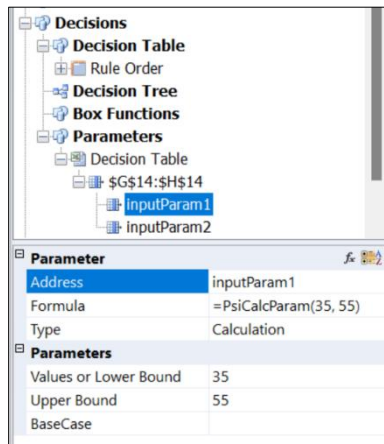 Decisions
Decision Table
Rule Order
Decision Tree
Box Functions
Parameters
Decision Table
$G$14:$H$14
inputParam1
inputParam2
Parameter fx
Address inputParam1
Formula =PsiCalcParam(35, 55)
Type Calculation
Parameters
Values or Lower Bound 35
Upper Bound 55
BaseCase